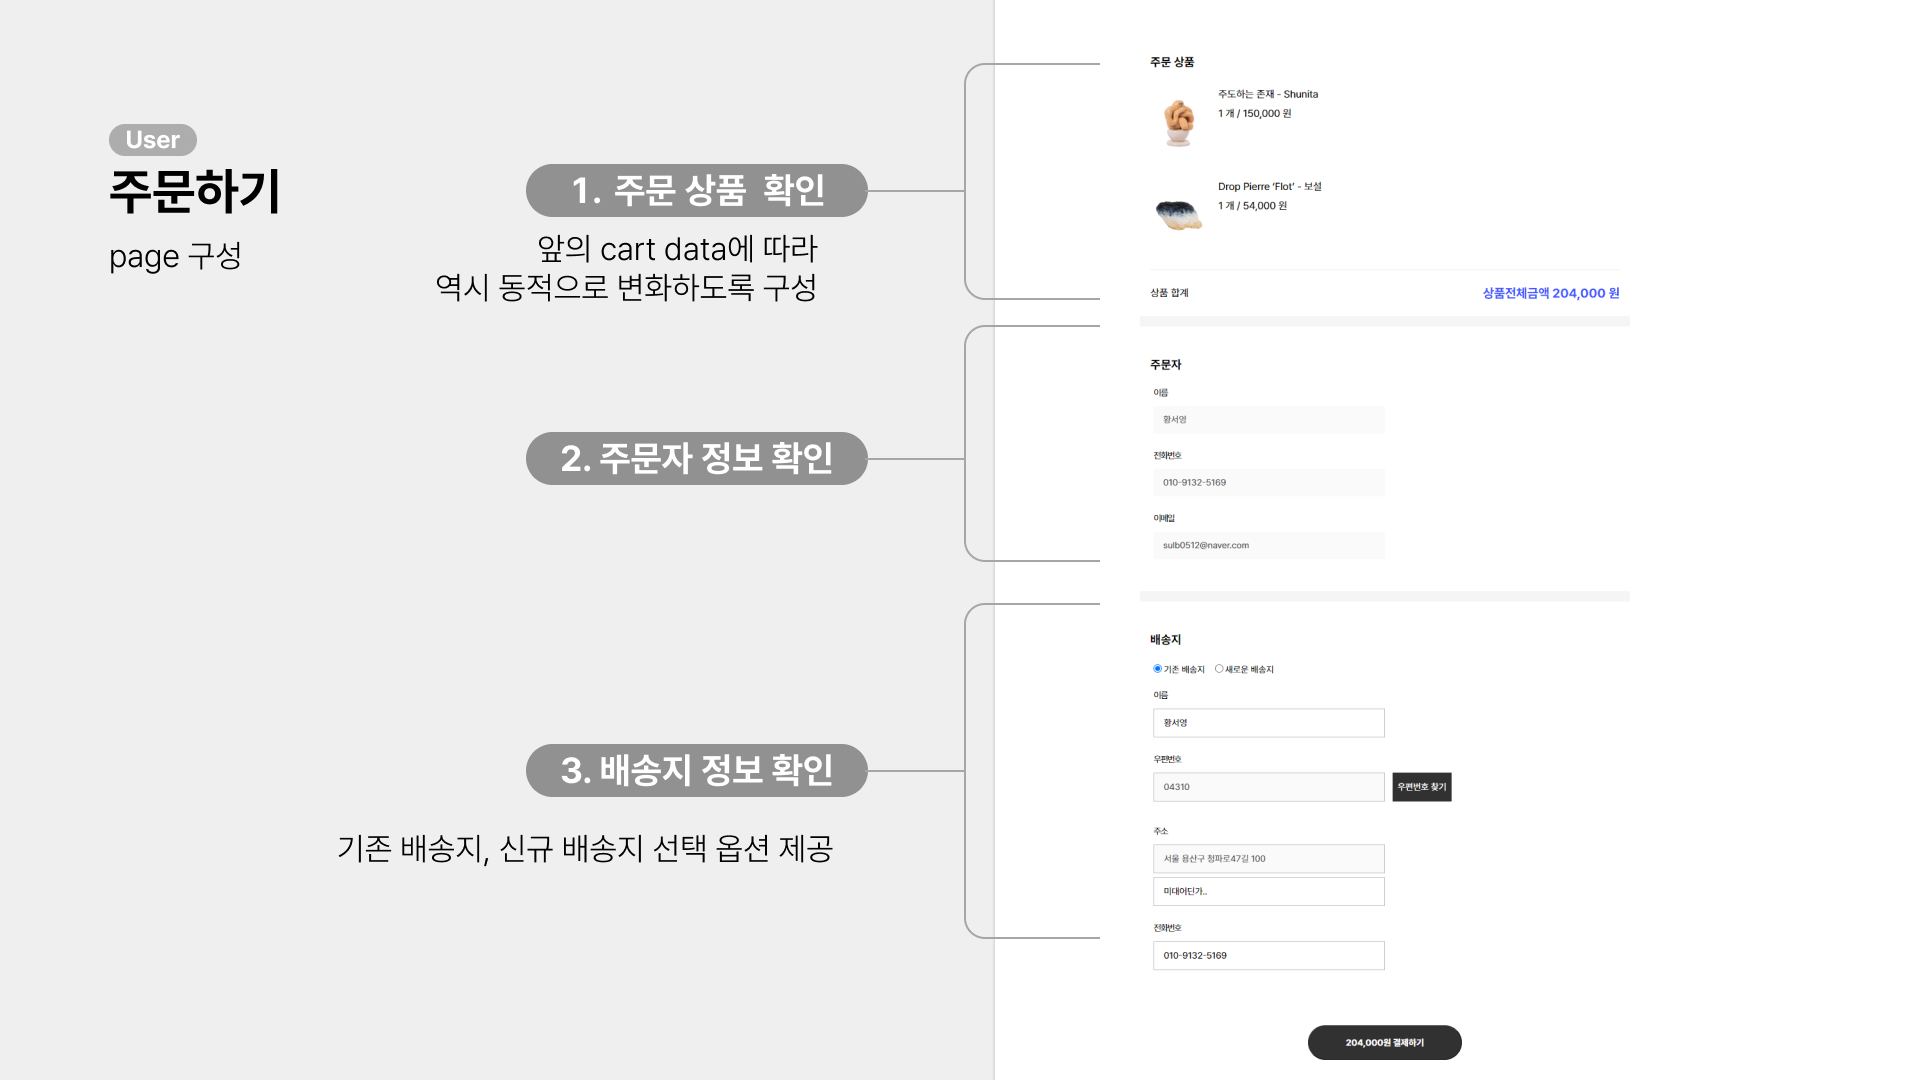 User
주문하기
page 구성
1. 주문 상품 확인
앞의 cart data에 따라
역시 동적으로 변화하도록 구성
2. 주문자 정보 확인
3. 배송지 정보 확인
기존 배송지, 신규 배송지 선택 옵션 제공
주문 상품
주도하는 존재 - Shunita
1 개 / 150,000 원
Drop Pierre ‘Flot’ - 보설
1 개 / 54,000 원
상품 합계 상품전체금액 204,000 원
주문자
이름
황서영
전화번호
010-9132-5169
이메일
sulb0512@naver.com
배송지
기존 배송지 새로운 배송지
이름
황서영
우편번호
04310 우편번호 찾기
주소
서울 용산구 청파로47길 100
미대어딘가..
전화번호
010-9132-5169
204,000원 결제하기